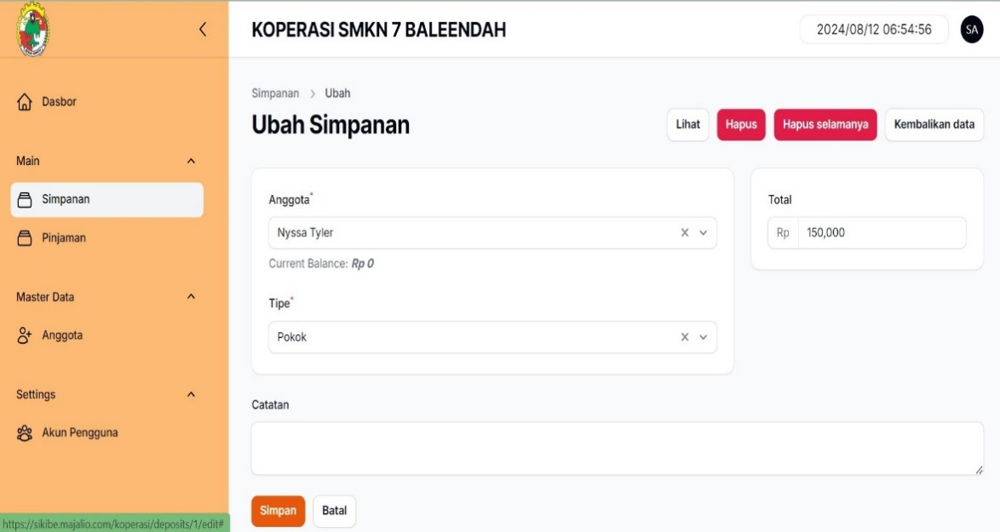 KOPERASI SMKN 7 BALEENDAH
2024/08/12 06:54:56
SA
Dasbor
Main
Simpanan
Pinjaman
Master Data
Anggota
Settings
Akun Pengguna
Simpanan > Ubah
Ubah Simpanan
Lihat
Hapus
Hapus selamanya
Kembalikan data
Anggota*
Nyssa Tyler
Current Balance: Rp 0
Tipe*
Pokok
Total
Rp 150,000
Catatan
Simpan
Batal
https://sikibe.majalio.com/koperasi/deposits/1/edit#